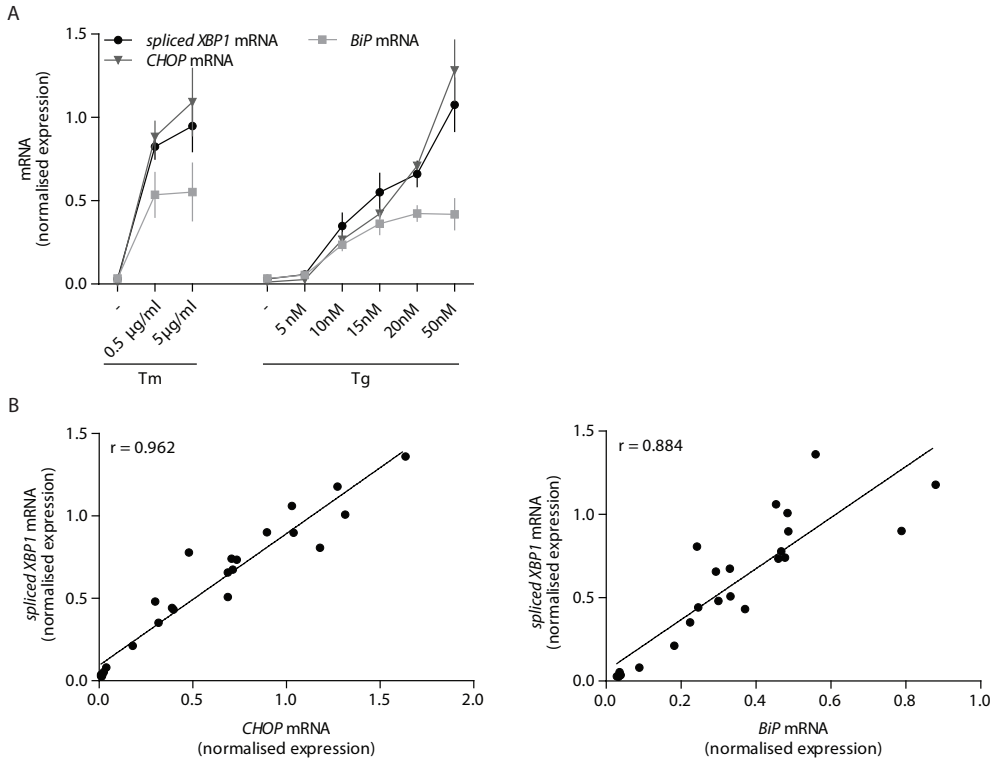 A
spliced XBP1 mRNA
BiP mRNA
CHOP mRNA
mRNA
(normalised expression)
1.5
1.0
0.5
0.0
-
0.5 µg/ml
5µg/ml
-
5 nM
10nM
15nM
20nM
50nM
Tm
Tg
B
r = 0.962
spliced XBP1 mRNA
(normalised expression)
1.5
1.0
0.5
0.0
0.0
0.5
1.0
1.5
2.0
CHOP mRNA
(normalised expression)
r = 0.884
spliced XBP1 mRNA
(normalised expression)
1.5
1.0
0.5
0.0
0.0
0.2
0.4
0.6
0.8
1.0
BiP mRNA
(normalised expression)